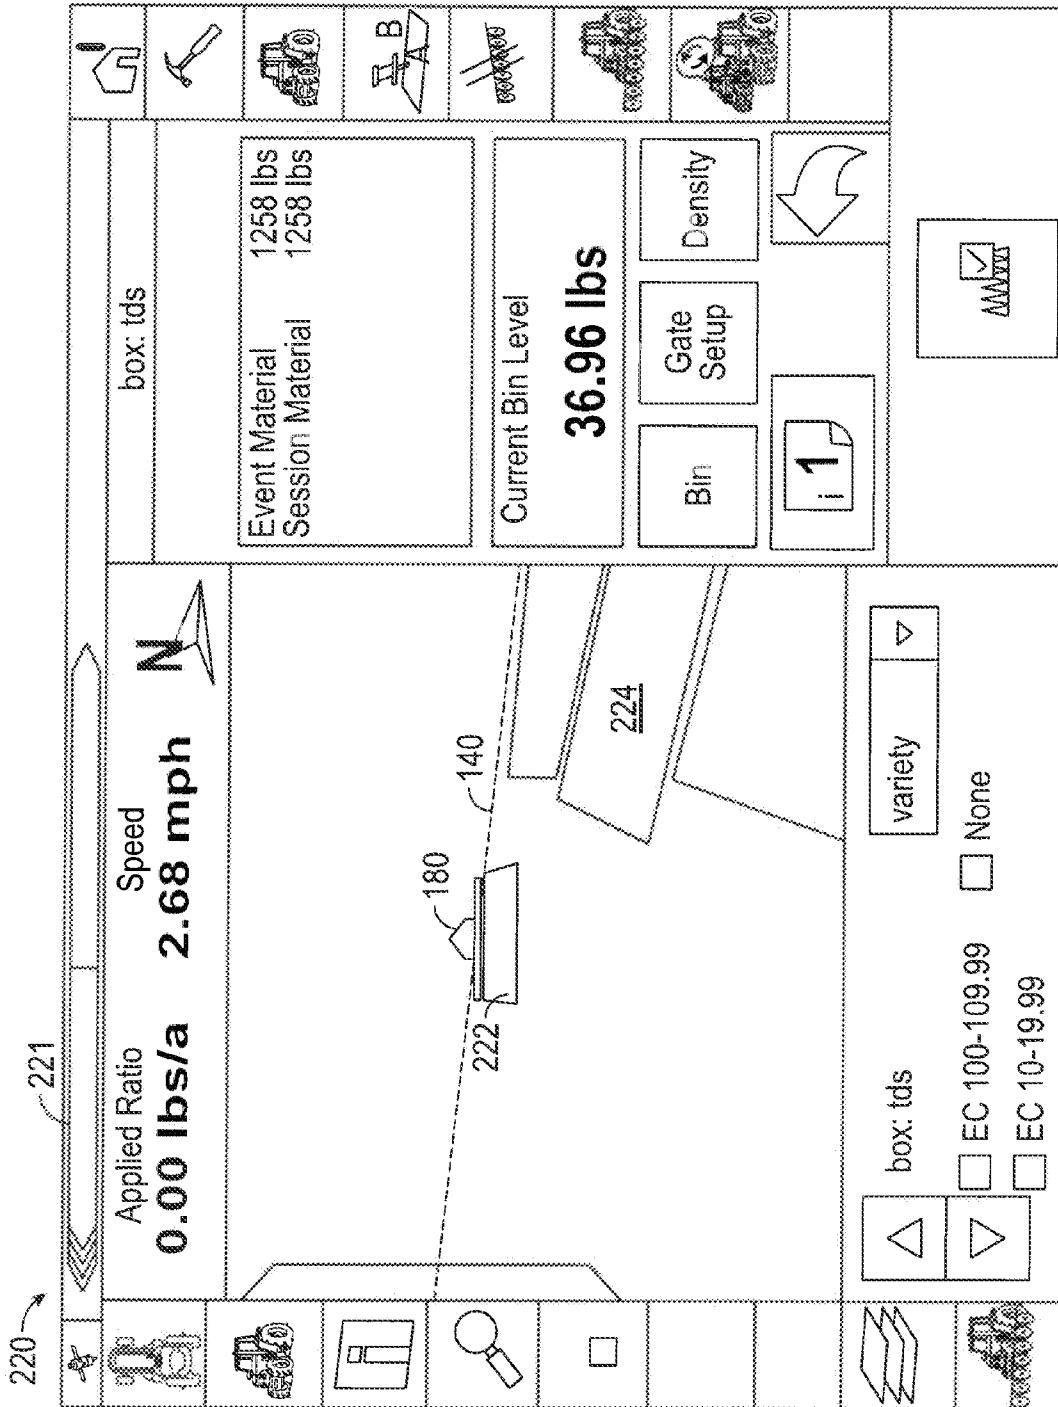 220
221
Applied Ratio
Speed
0.00 lbs/a
2.68 mph
N
box: tds
Event Material 1258 lbs
Session Material 1258 lbs
B
A
140
180
222
224
Current Bin Level
36.96 lbs
Bin
Gate
Setup
Density
i 1
box: tds
variety
EC 100-109.99
None
EC 10-19.99